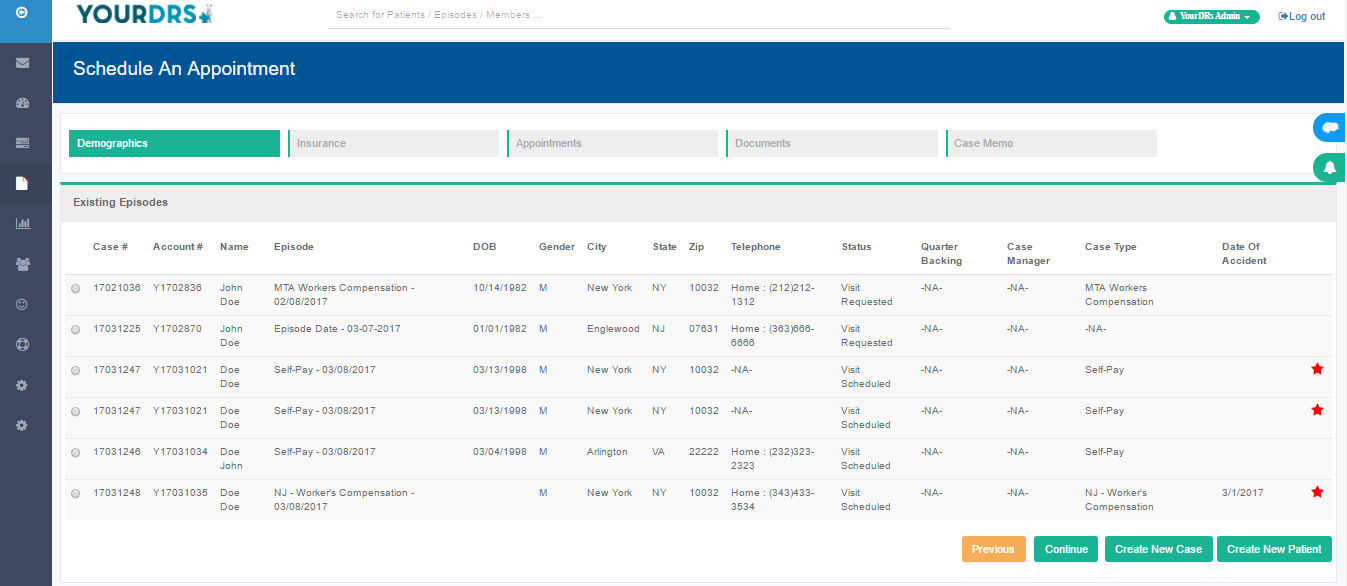 YOURDRS
Search for Patients / Episodes / Members ...
YourDRs Admin
Log out
Schedule An Appointment
Demographics
Insurance
Appointments
Documents
Case Memo
Existing Episodes
Case # Account # Name Episode DOB Gender City State Zip Telephone Status Quarter Case Case Type Date Of
Backing Manager Accident
17021036 Y1702836 John MTA Workers Compensation - 10/14/1982 M New York NY 10032 Home : (212)212- Visit -NA- -NA- MTA Workers
Doe 02/08/2017 1312 Requested Compensation
17031225 Y1702870 John Episode Date - 03-07-2017 01/01/1982 M Englewood NJ 07631 Home : (363)666- Visit -NA- -NA- -NA-
Doe 6666 Requested
17031247 Y17031021 Doe Self-Pay - 03/08/2017 03/13/1998 M New York NY 10032 -NA- Visit -NA- -NA- Self-Pay
Doe Scheduled
17031247 Y17031021 Doe Self-Pay - 03/08/2017 03/13/1998 M New York NY 10032 -NA- Visit -NA- -NA- Self-Pay
Doe Scheduled
17031246 Y17031034 Doe Self-Pay - 03/08/2017 03/04/1998 M Arlington VA 22222 Home : (232)323- Visit -NA- -NA- Self-Pay
John 2323 Scheduled
17031248 Y17031035 Doe NJ - Worker's Compensation - M New York NY 10032 Home : (343)433- Visit -NA- -NA- NJ - Worker's 3/1/2017
Doe 03/08/2017 3534 Scheduled Compensation
Previous Continue Create New Case Create New Patient